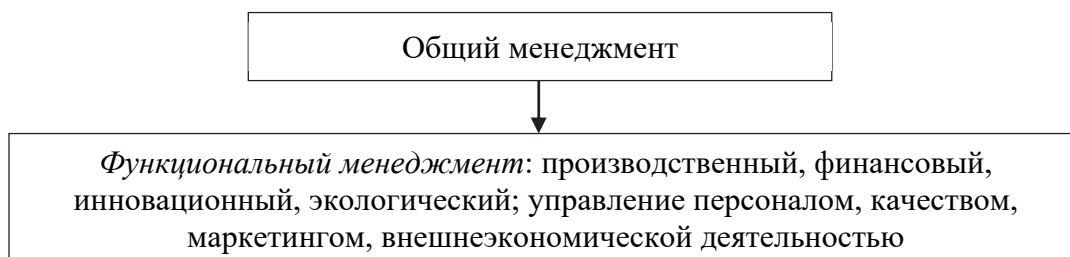 Общий менеджмент
Функциональный менеджмент: производственный, финансовый,
инновационный, экологический; управление персоналом, качеством,
маркетингом, внешнеэкономической деятельностью